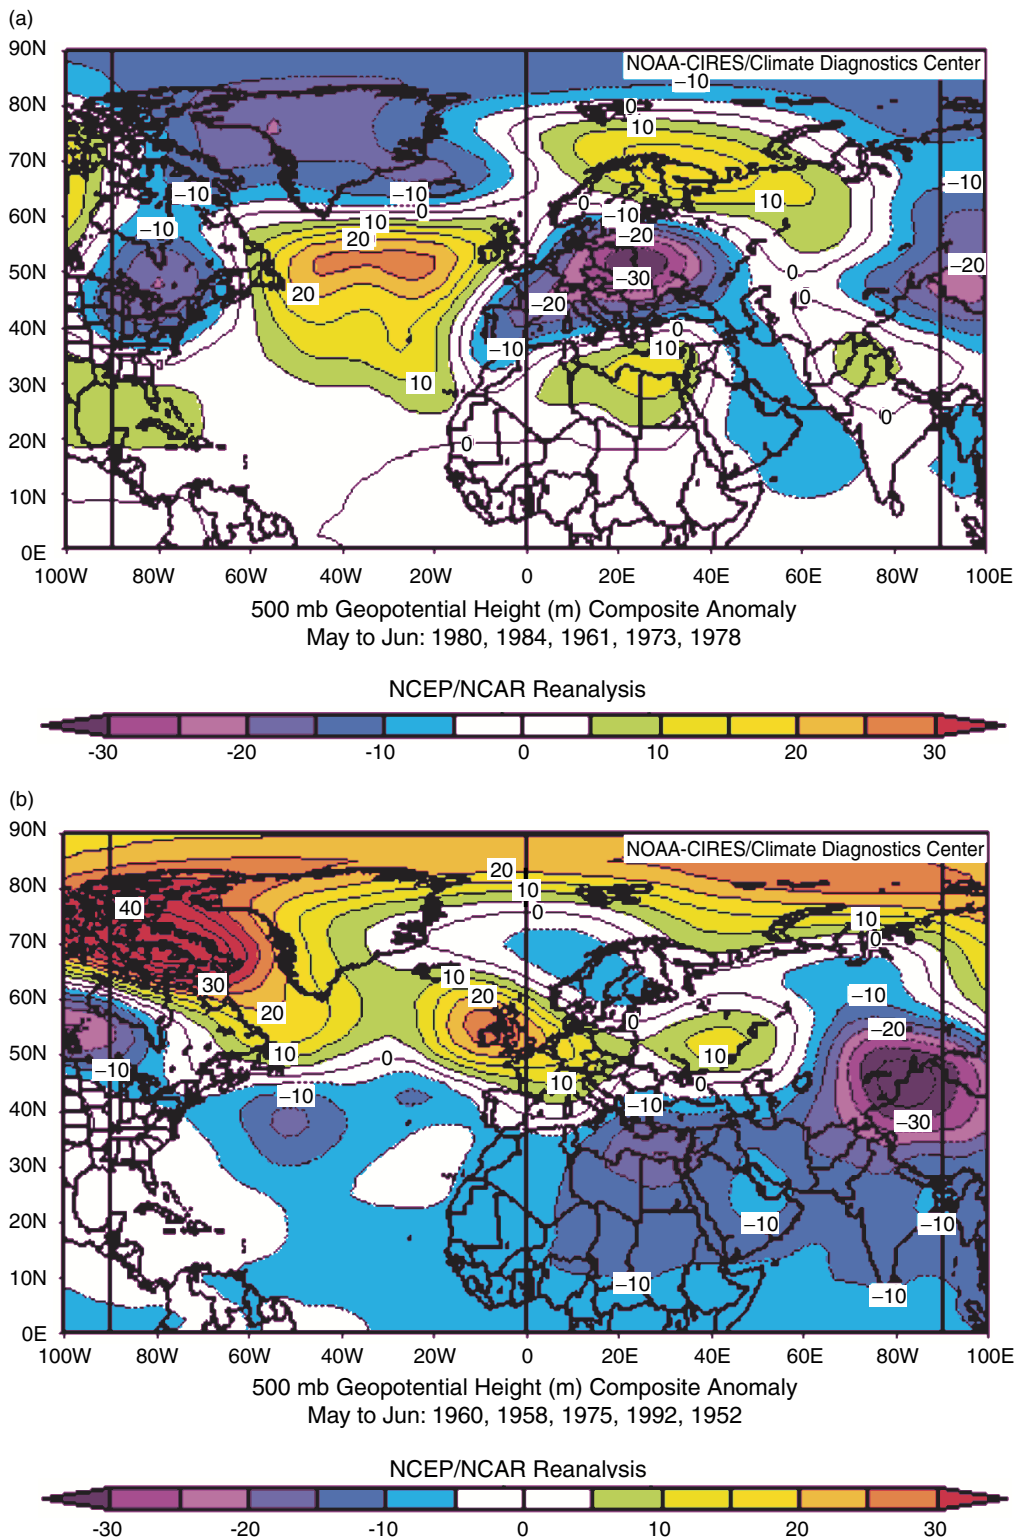 (a)
90N
NOAA-CIRES/Climate Diagnostics Center
−10
80N
0
10
70N
−10
−10
−10
10
60N
0
0
−10
10
−10
20
−20
50N
0
−20
−30
20
0
−20
40N
0
−10
10
30N
10
0
20N
0
10N
0E
100W 80W 60W 40W 20W 0 20E 40E 60E 80E 100E
500 mb Geopotential Height (m) Composite Anomaly
May to Jun: 1980, 1984, 1961, 1973, 1978
NCEP/NCAR Reanalysis
-30 -20 -10 0 10 20 30
(b)
90N
NOAA-CIRES/Climate Diagnostics Center
20
80N
10
40
0
10
70N
0
10
30
60N
20
−10
20
0
−20
50N
10
0
10
−10
10
0
−10
−10
40N
−30
30N
20N
−10
−10
10N
−10
−10
0E
100W 80W 60W 40W 20W 0 20E 40E 60E 80E 100E
500 mb Geopotential Height (m) Composite Anomaly
May to Jun: 1960, 1958, 1975, 1992, 1952
NCEP/NCAR Reanalysis
-30 -20 -10 0 10 20 30